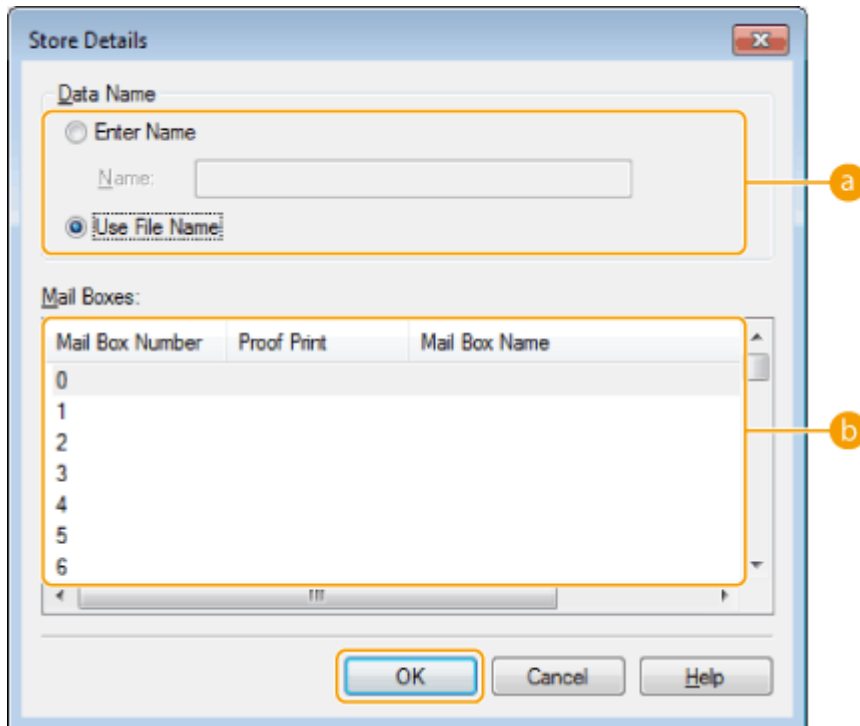 Store Details
Data Name
Enter Name
Name:
a
Use File Name
Mail Boxes:
Mail Box Number Proof Print Mail Box Name
0
1
2
b
3
4
5
6
OK Cancel Help